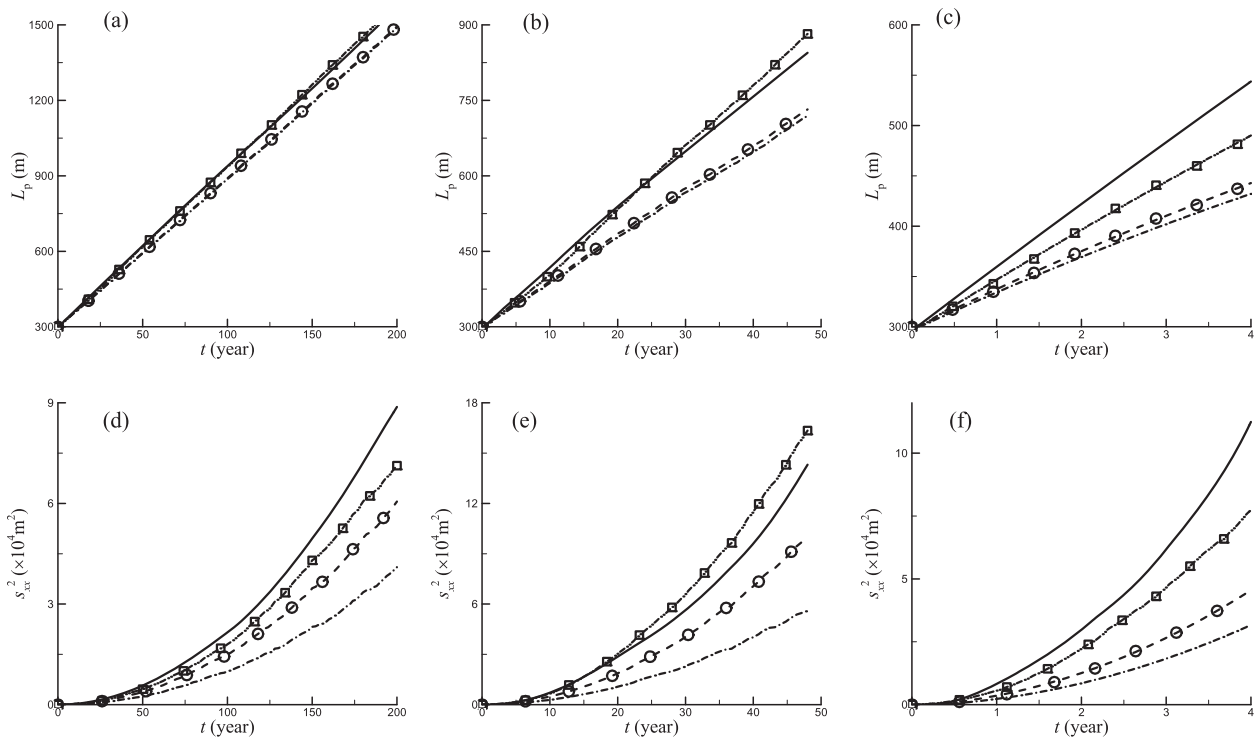 (a)
1500
1200
900
600
300
L_p (m)
0 50 100 150 200
t (year)
(b)
900
750
600
450
300
L_p (m)
0 10 20 30 40 50
t (year)
(c)
600
500
400
300
L_p (m)
0 1 2 3 4
t (year)
(d)
9
6
3
0
s_xx^2 (×10^4 m^2)
0 50 100 150 200
t (year)
(e)
18
12
6
0
s_xx^2 (×10^4 m^2)
0 10 20 30 40 50
t (year)
(f)
10
5
0
s_xx^2 (×10^4 m^2)
0 1 2 3 4
t (year)